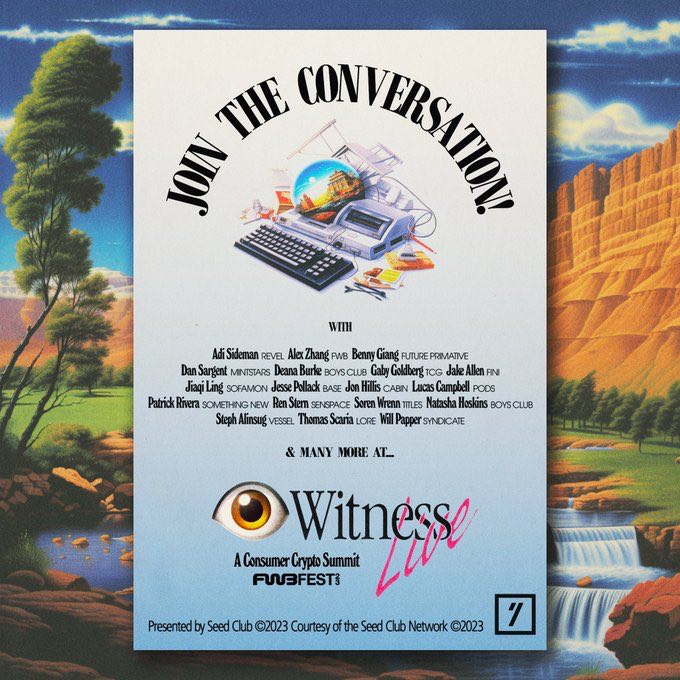 JOIN THE CONVERSATION!
WITH
Adi Sideman REVEL Alex Zhang FWB Benny Giang FUTURE PRIMATIVE
Dan Sargent MINTSTARS Deana Burke BOYS CLUB Gaby Goldberg TCG Jake Allen FINI
Jiaqi Ling SOFAMON Jesse Pollack BASE Jon Hillis CABIN Lucas Campbell PODS
Patrick Rivera SOMETHING NEW Ren Stern SENSPACE Soren Wrenn TITLES Natasha Hoskins BOYS CLUB
Steph Alinsug VESSEL Thomas Scaria LORE Will Papper SYNDICATE
& MANY MORE AT...
Witness
Live
A Consumer Crypto Summit
FWBFEST23
Presented by Seed Club ©2023 Courtesy of the Seed Club Network ©2023